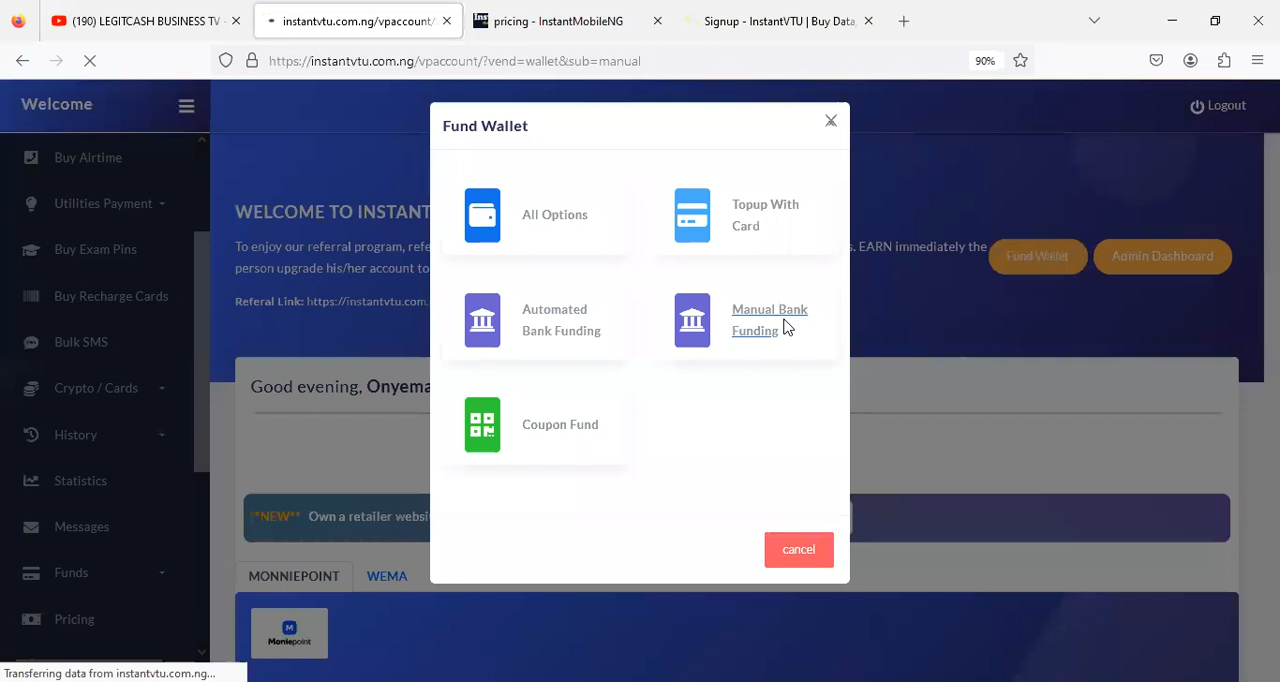 (190) LEGITCASH BUSINESS TV -
instantvtu.com.ng/vpaccount/
pricing - InstantMobileNG
Signup - InstantVTU | Buy Data,
https://instantvtu.com.ng/vpaccount/?vend=wallet&sub=manual
90%
Welcome
Logout
Fund Wallet
Buy Airtime
Utilities Payment
Buy Exam Pins
Buy Recharge Cards
Bulk SMS
Crypto / Cards
History
Statistics
Messages
Funds
Pricing
All Options
Topup With
Card
Automated
Bank Funding
Manual Bank
Funding
Coupon Fund
cancel
WELCOME TO INSTANT
To enjoy our referral program, refe
s. EARN immediately the
person upgrade his/her account to
Referal Link: https://instantvtu.com.
Fund Wallet
Admin Dashboard
Good evening, Onyema
**NEW** Own a retailer websi
MONNIEPOINT
WEMA
Moniepoint
Transferring data from instantvtu.com.ng...